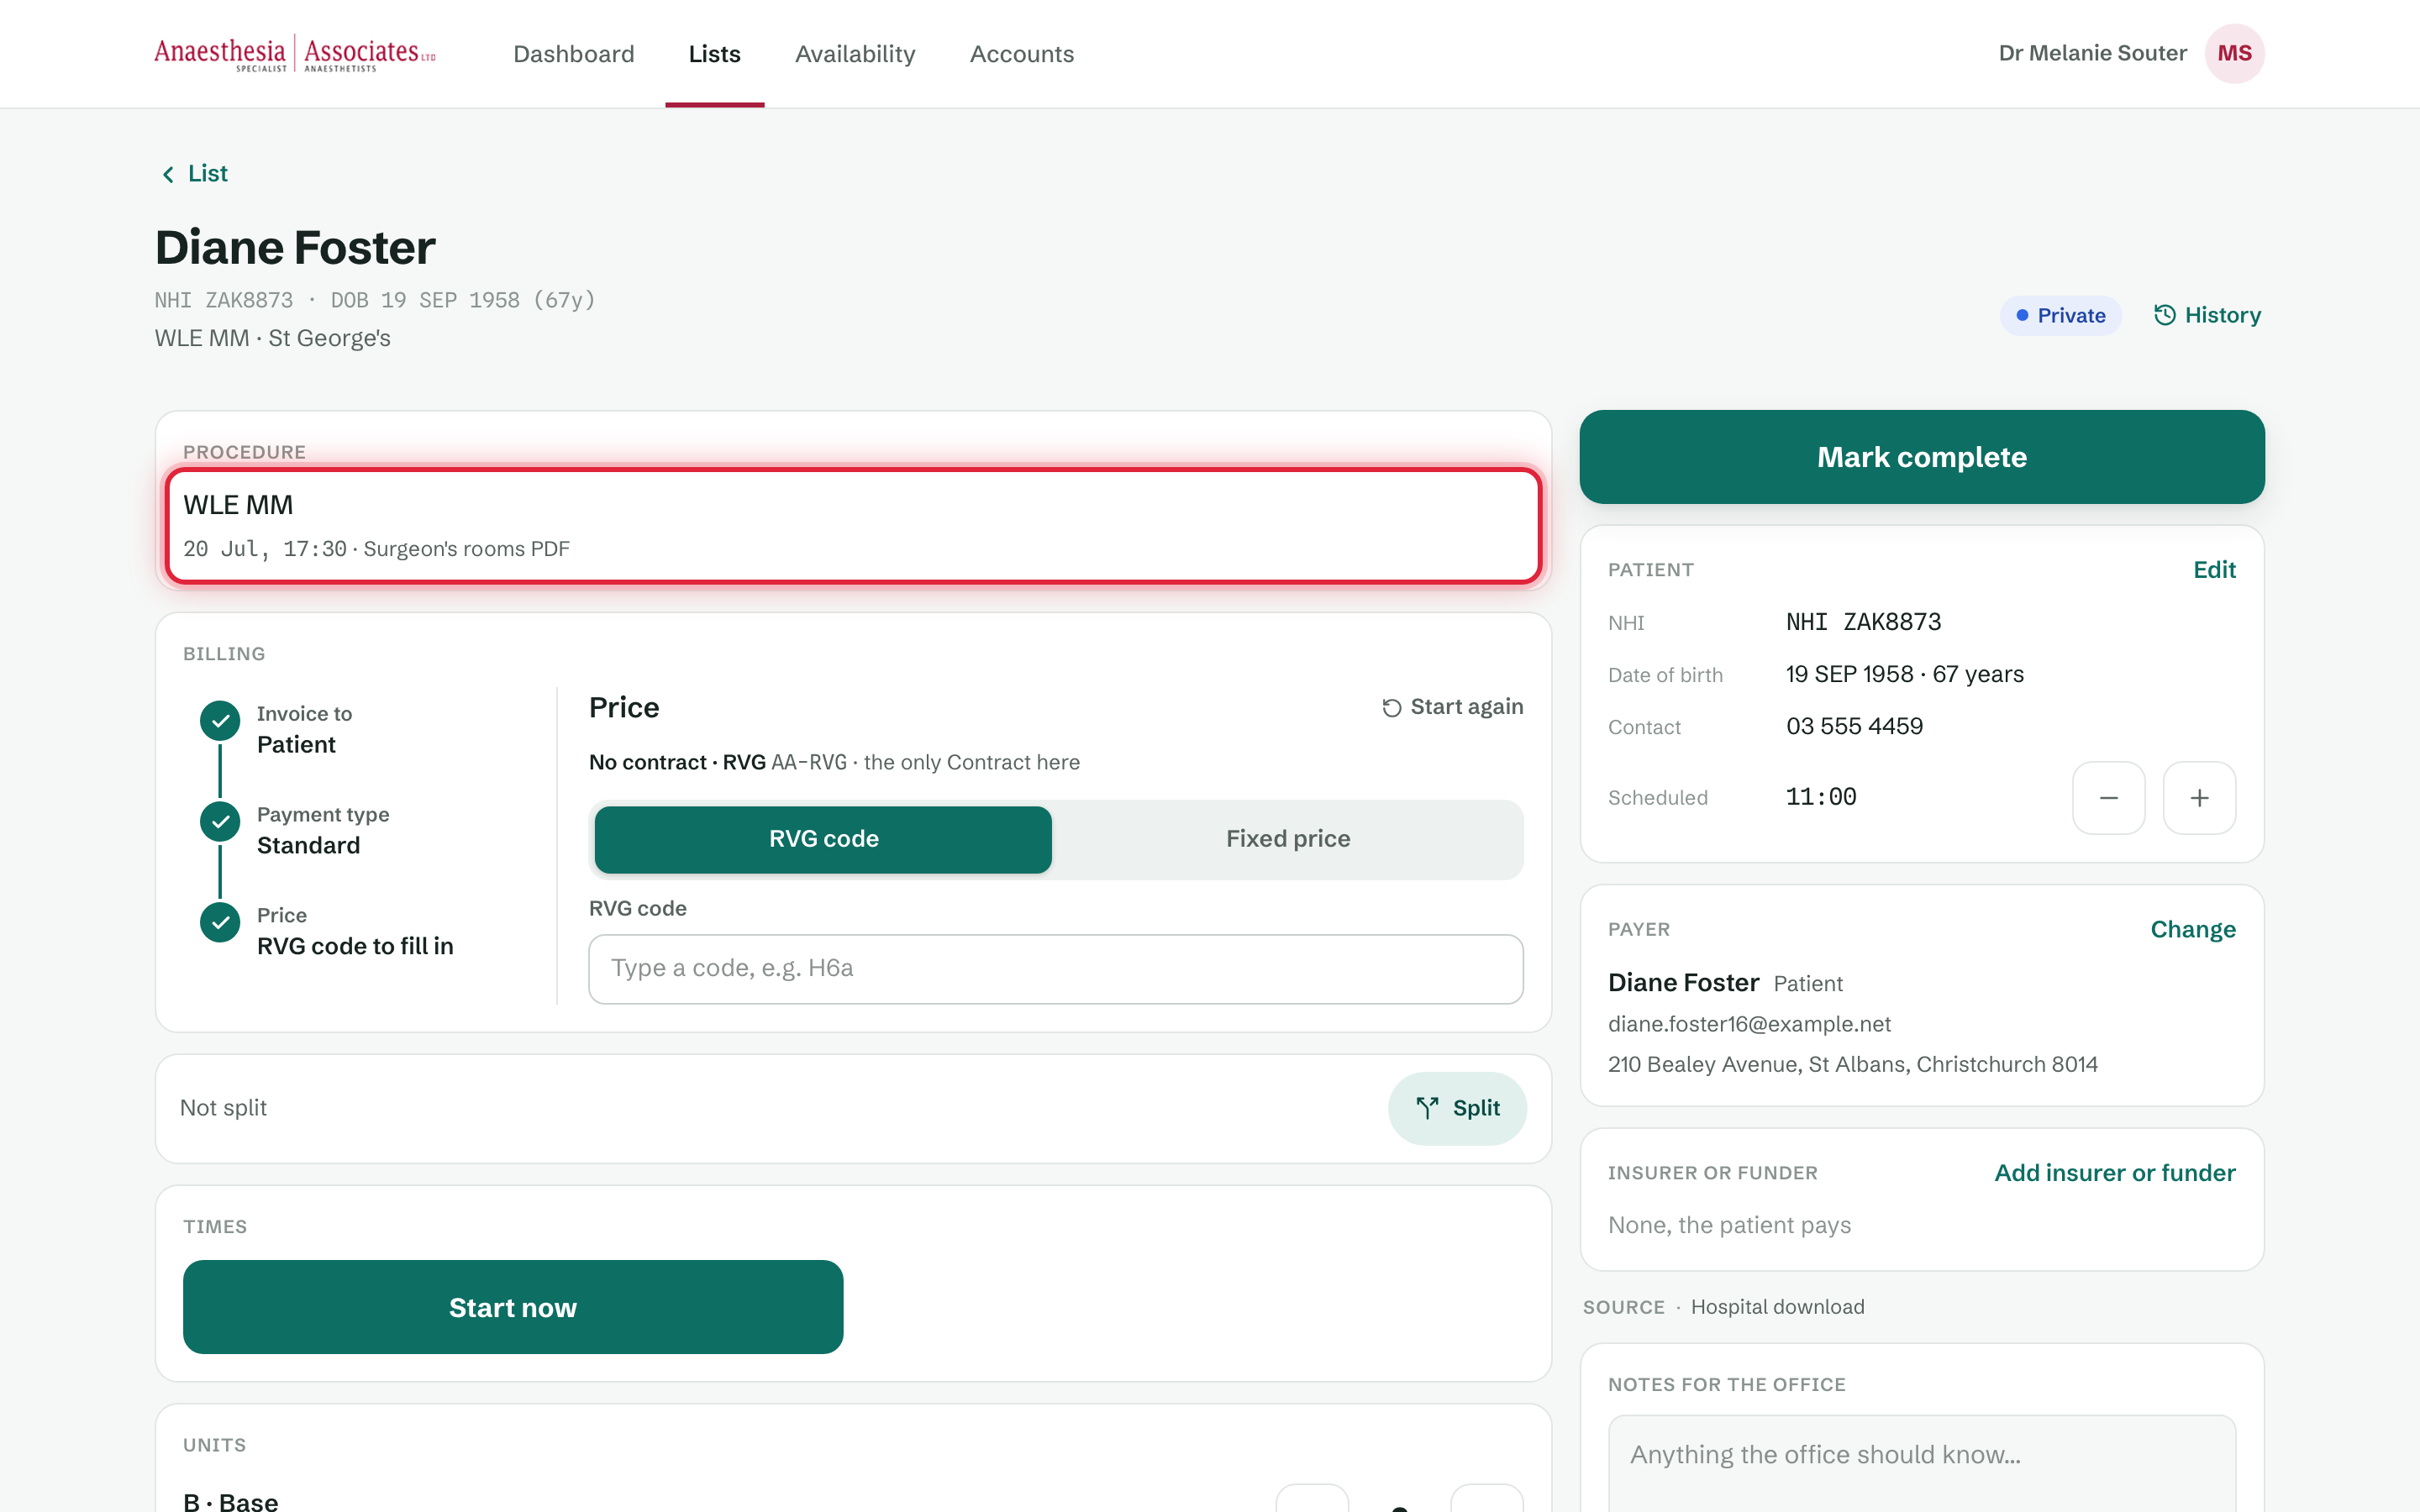 Anaesthesia | Associates LTD
SPECIALIST ANAESTHETISTS
Dashboard
Lists
Availability
Accounts
Dr Melanie Souter
MS
List
Diane Foster
NHI ZAK8873 · DOB 19 SEP 1958 (67y)
WLE MM · St George's
Private
History
PROCEDURE
WLE MM
20 Jul, 17:30 · Surgeon's rooms PDF
BILLING
Invoice to
Patient
Payment type
Standard
Price
RVG code to fill in
Price
Start again
No contract · RVG AA-RVG · the only Contract here
RVG code
Fixed price
RVG code
Type a code, e.g. H6a
Not split
Split
TIMES
Start now
UNITS
B · Base
Mark complete
PATIENT
Edit
NHI
NHI ZAK8873
Date of birth
19 SEP 1958 · 67 years
Contact
03 555 4459
Scheduled
11:00
PAYER
Change
Diane Foster Patient
diane.foster16@example.net
210 Bealey Avenue, St Albans, Christchurch 8014
INSURER OR FUNDER
Add insurer or funder
None, the patient pays
SOURCE · Hospital download
NOTES FOR THE OFFICE
Anything the office should know...